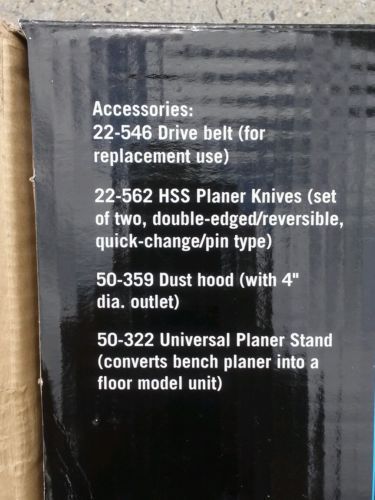 Accessories:
22-546 Drive belt (for
replacement use)
22-562 HSS Planer Knives (set
of two, double-edged/reversible,
quick-change/pin type)
50-359 Dust hood (with 4"
dia. outlet)
50-322 Universal Planer Stand
(converts bench planer into a
floor model unit)